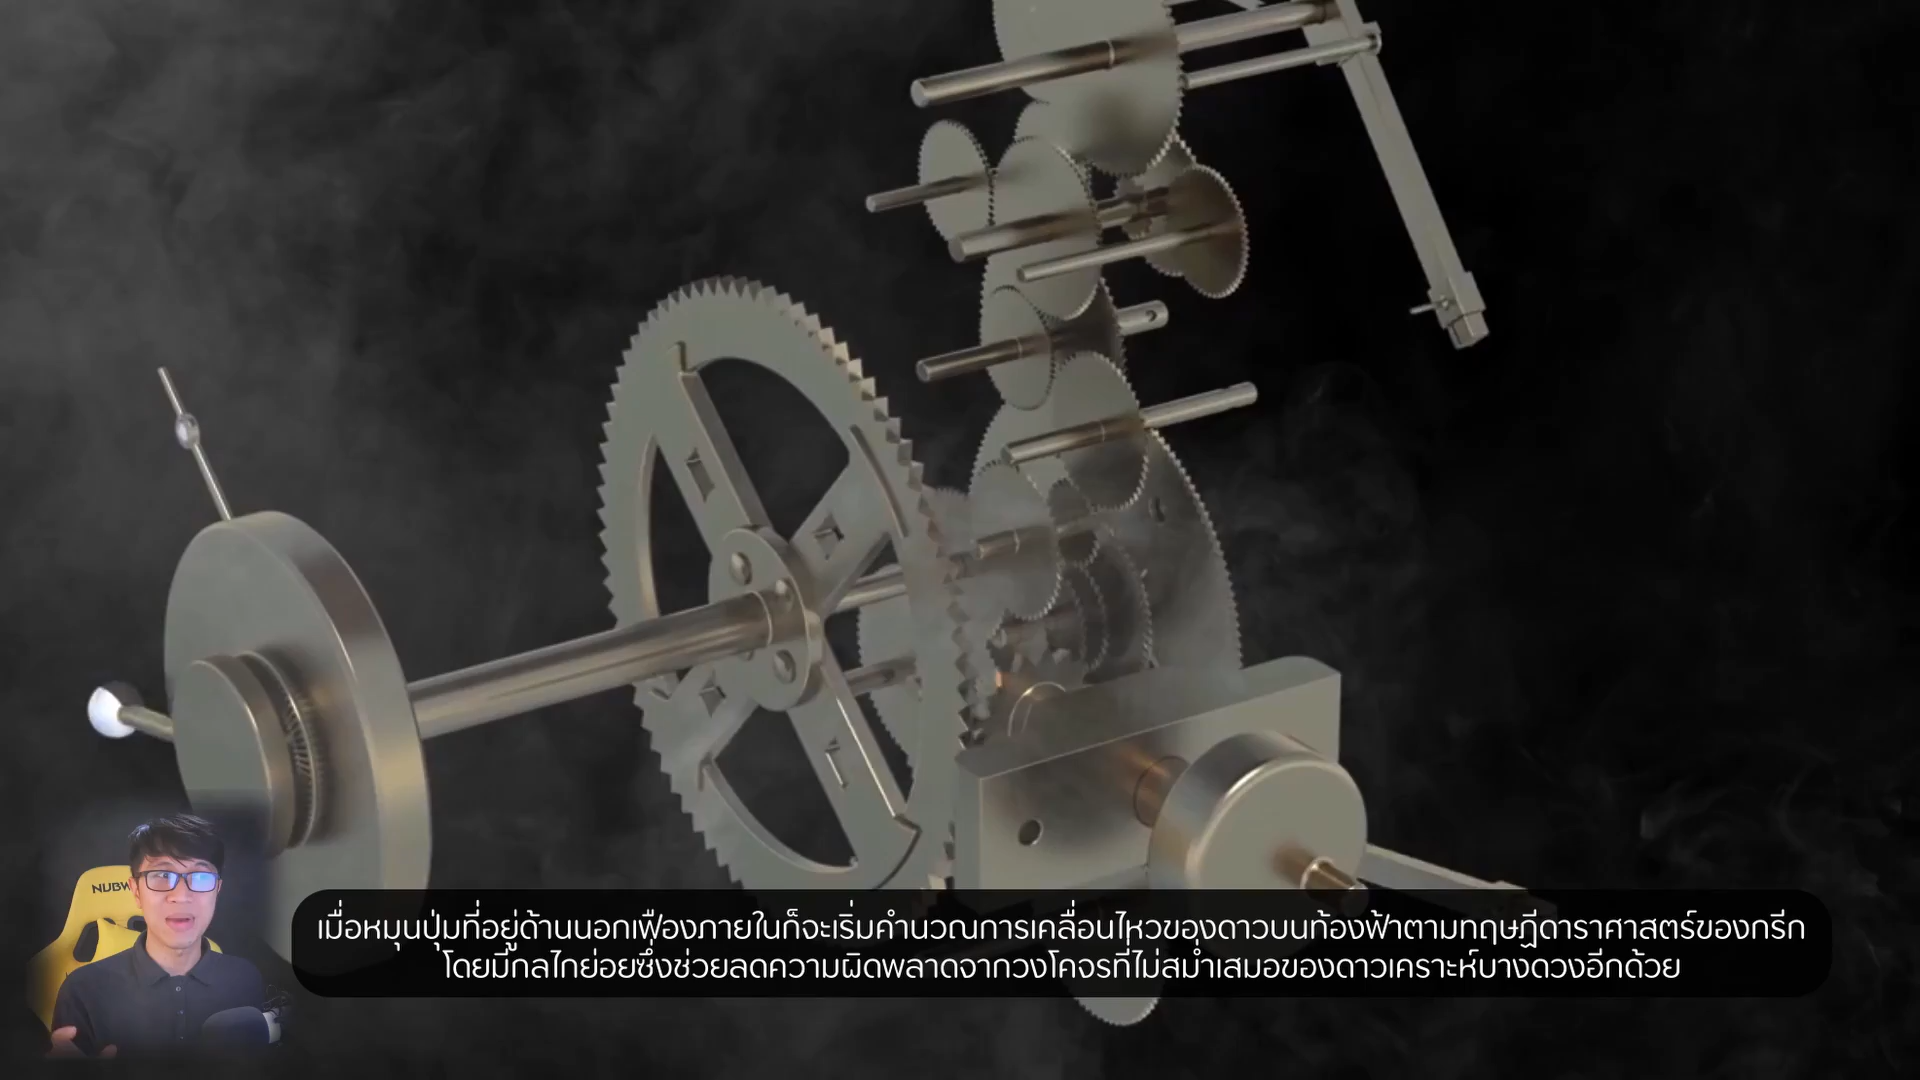 NUBW
เมื่อหมุนปุ่มที่อยู่ด้านนอกเฟืองภายในก็จะเริ่มคำนวณการเคลื่อนไหวของดาวบนท้องฟ้าตามทฤษฎีดาราศาสตร์ของกรีก
โดยมีกลไกย่อยซึ่งช่วยลดความผิดพลาดจากวงโคจรที่ไม่สม่ำเสมอของดาวเคราะห์บางดวงอีกด้วย